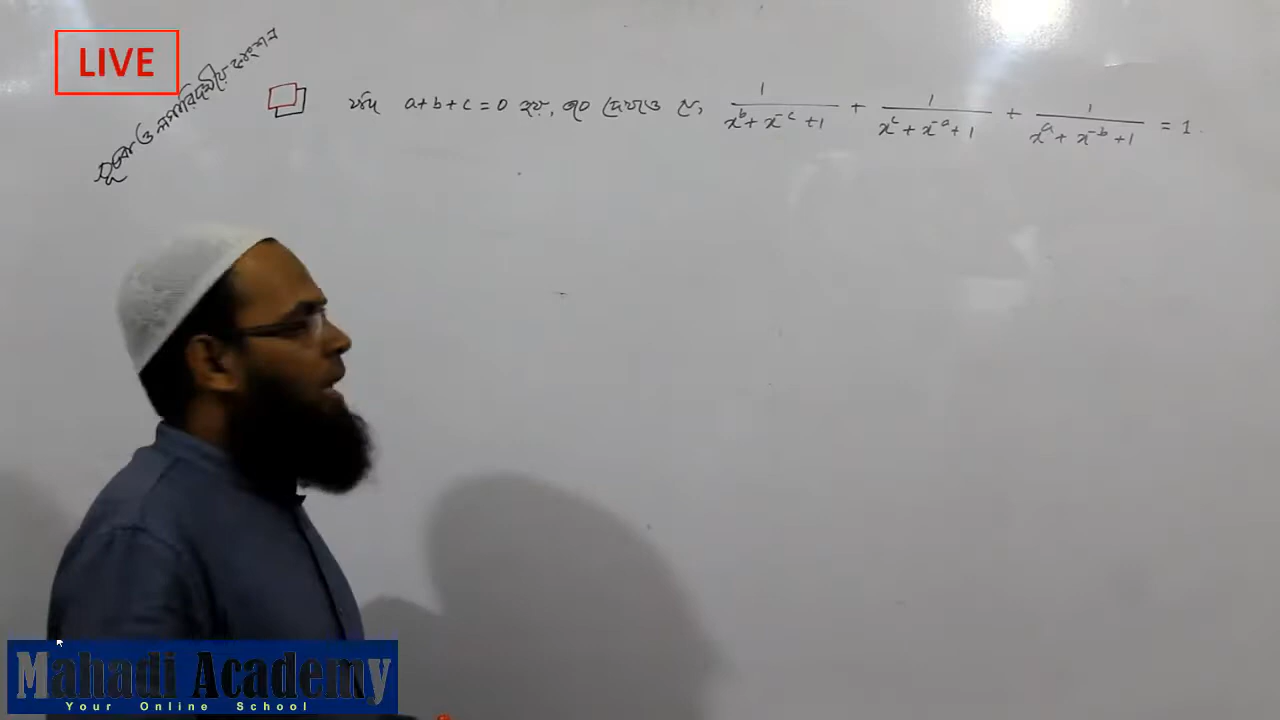 LIVE
সূচক ও লগারিদমীয় ফাংশন
যদি a+b+c=0 হয়, তবে দেখাও যে, 1/(x^b + x^-c + 1) + 1/(x^c + x^-a + 1) + 1/(x^a + x^-b + 1) = 1.
Mahadi Academy
Your Online School